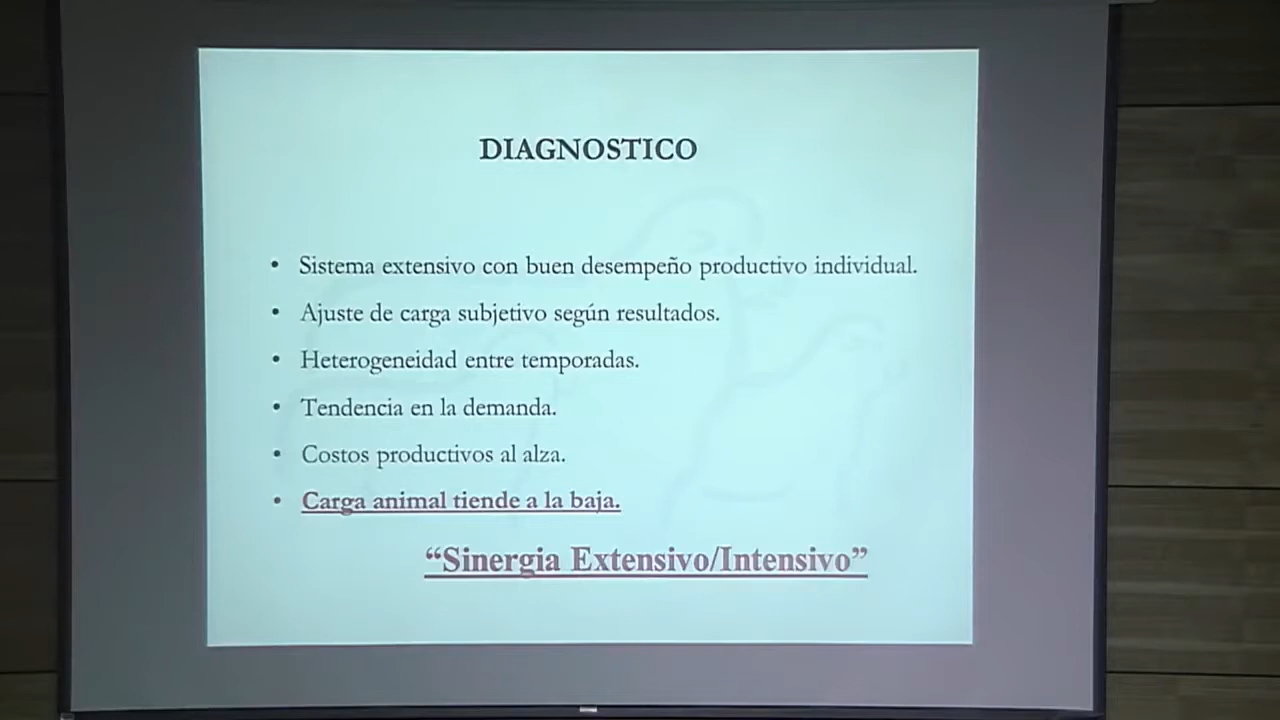 DIAGNOSTICO
• Sistema extensivo con buen desempeño productivo individual.
• Ajuste de carga subjetivo según resultados.
• Heterogeneidad entre temporadas.
• Tendencia en la demanda.
• Costos productivos al alza.
• Carga animal tiende a la baja.
“Sinergia Extensivo/Intensivo”